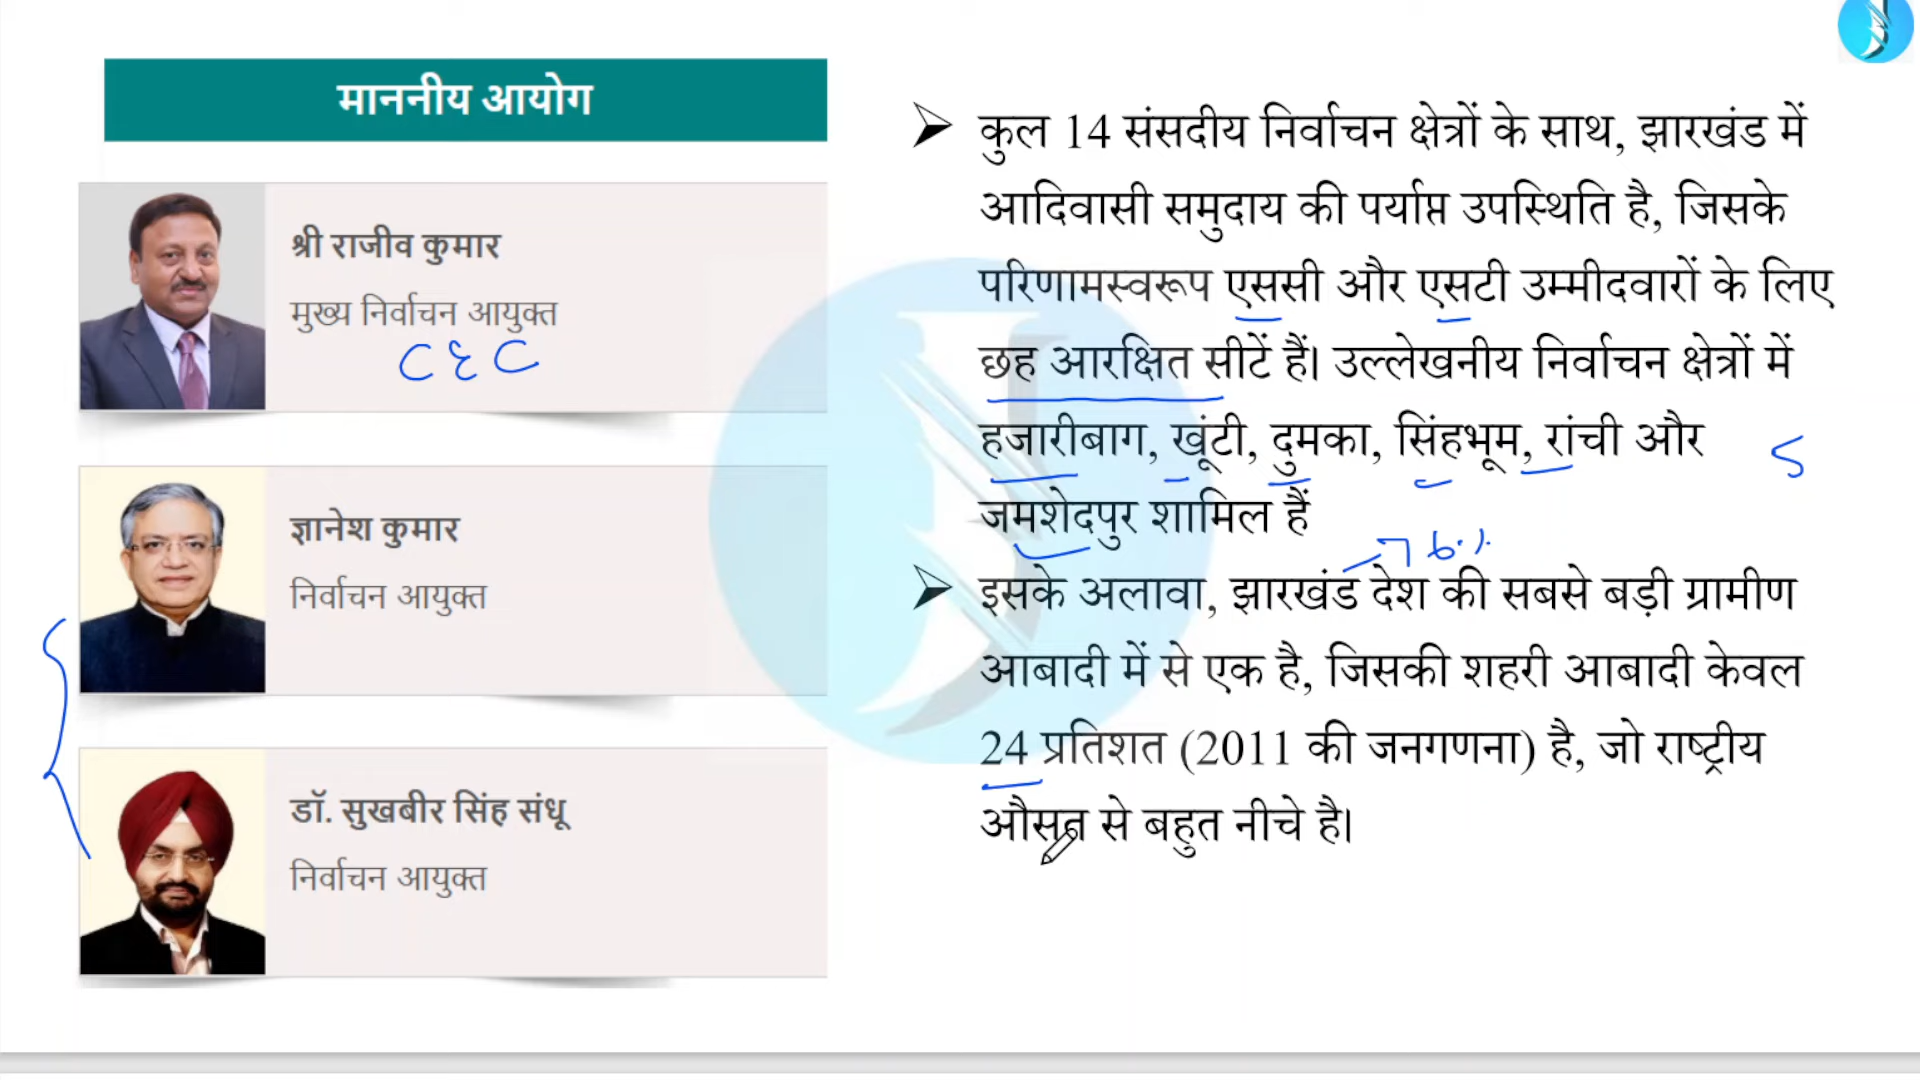 माननीय आयोग
श्री राजीव कुमार
मुख्य निर्वाचन आयुक्त
CEC
ज्ञानेश कुमार
निर्वाचन आयुक्त
डॉ. सुखबीर सिंह संधू
निर्वाचन आयुक्त
कुल 14 संसदीय निर्वाचन क्षेत्रों के साथ, झारखंड में
आदिवासी समुदाय की पर्याप्त उपस्थिति है, जिसके
परिणामस्वरूप एससी और एसटी उम्मीदवारों के लिए
छह आरक्षित सीटें हैं। उल्लेखनीय निर्वाचन क्षेत्रों में
हजारीबाग, खूंटी, दुमका, सिंहभूम, रांची और
जमशेदपुर शामिल हैं
76%
इसके अलावा, झारखंड देश की सबसे बड़ी ग्रामीण
आबादी में से एक है, जिसकी शहरी आबादी केवल
24 प्रतिशत (2011 की जनगणना) है, जो राष्ट्रीय
औसत से बहुत नीचे है।